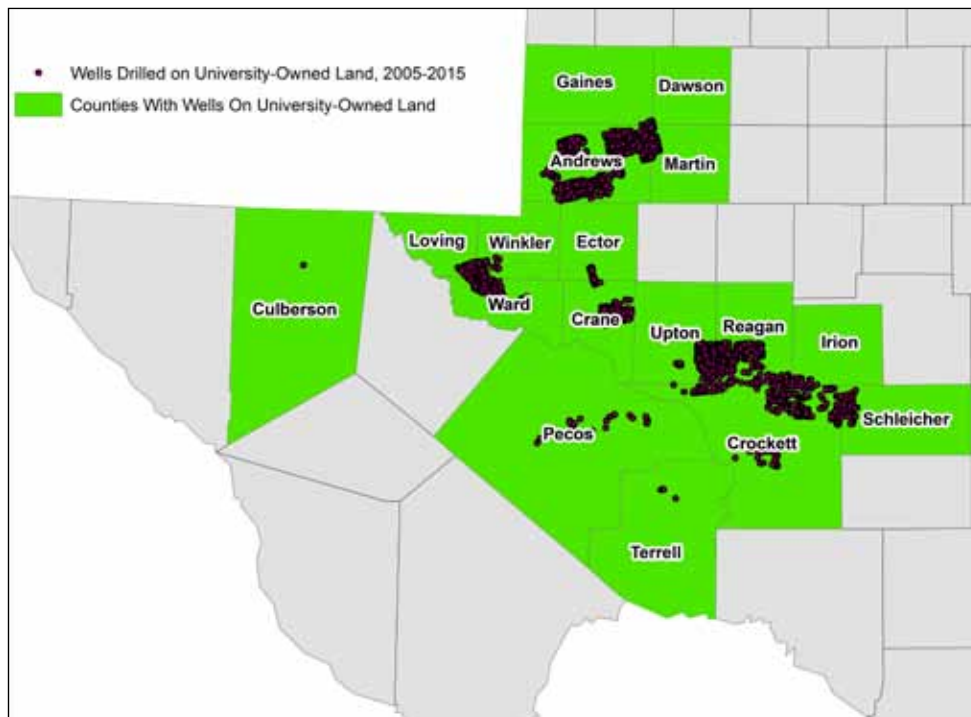 Wells Drilled on University-Owned Land, 2005-2015
Counties With Wells On University-Owned Land
Gaines
Dawson
Andrews
Martin
Loving
Winkler
Ector
Culberson
Ward
Crane
Upton
Reagan
Irion
Pecos
Crockett
Schleicher
Terrell